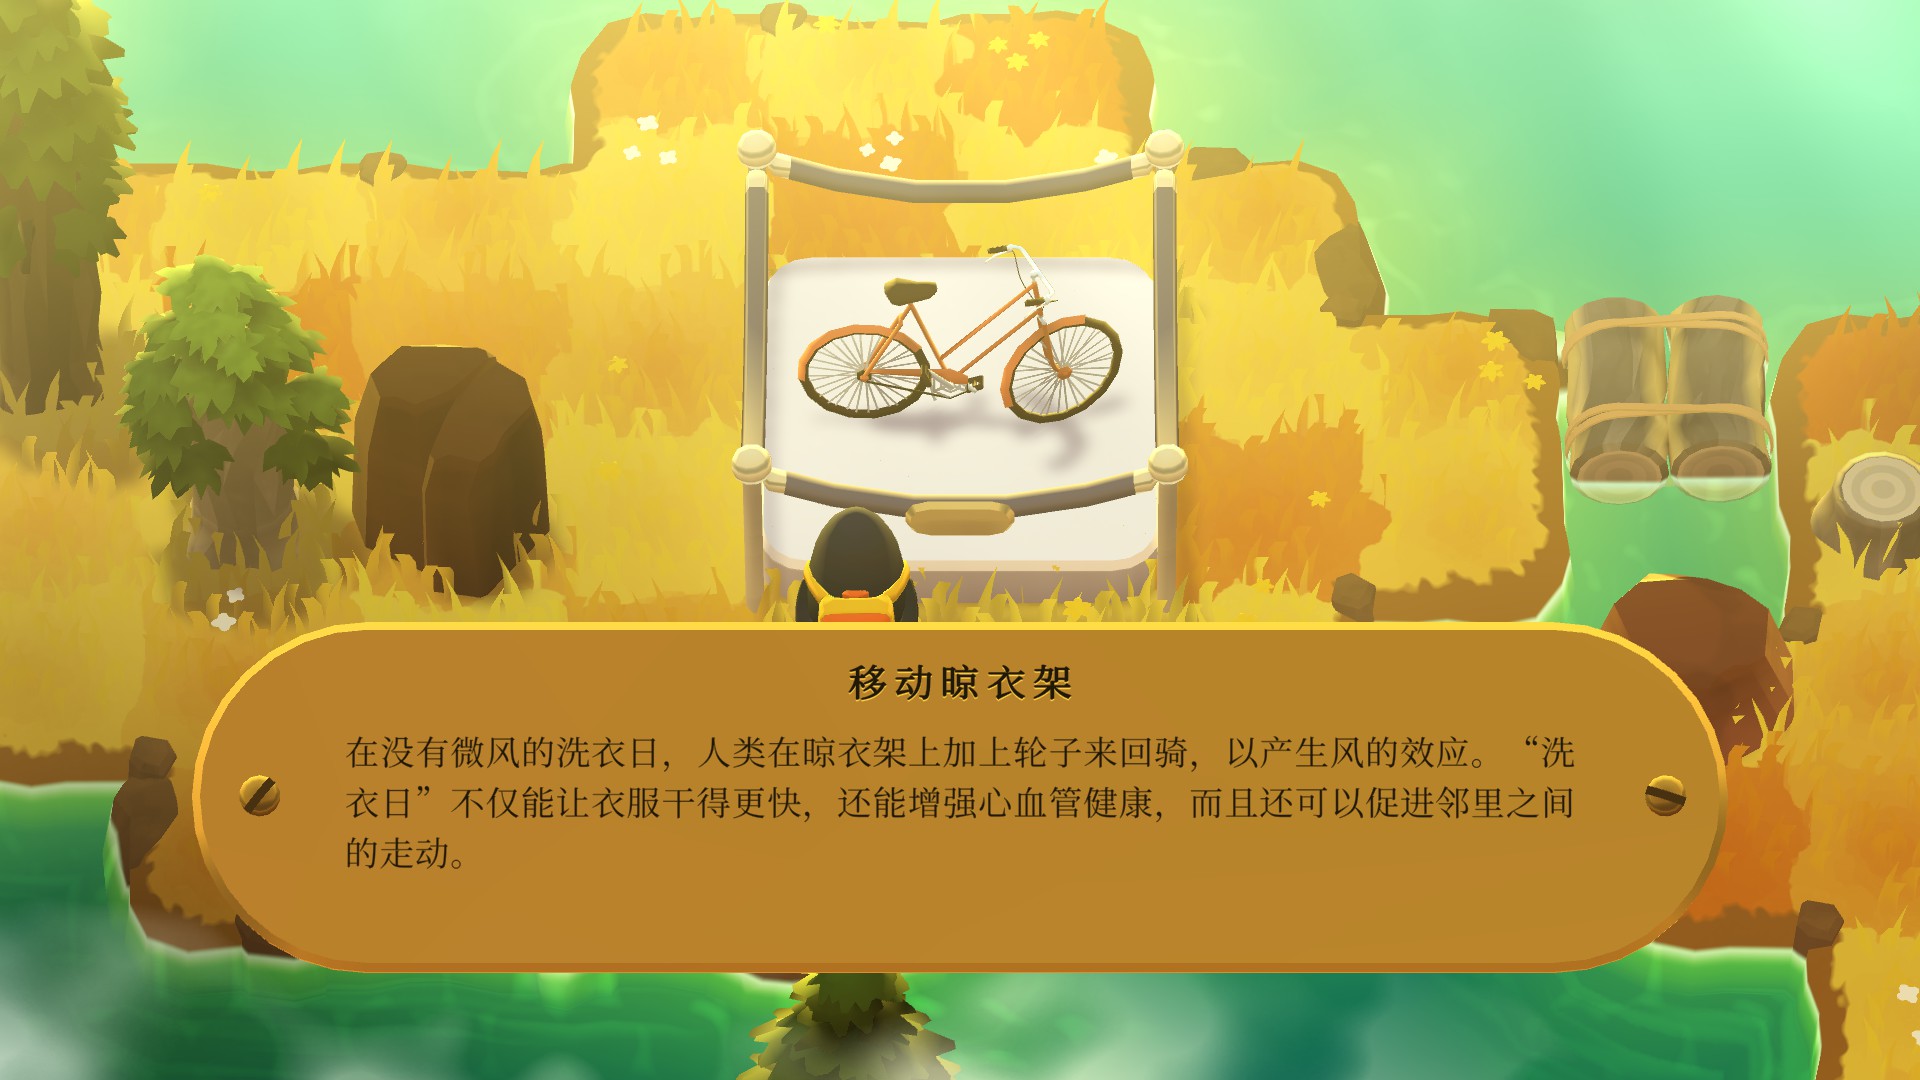 移动晾衣架
在没有微风的洗衣日，人类在晾衣架上加上轮子来回骑，以产生风的效应。“洗
衣日”不仅能让衣服干得更快，还能增强心血管健康，而且还可以促进邻里之间
的走动。